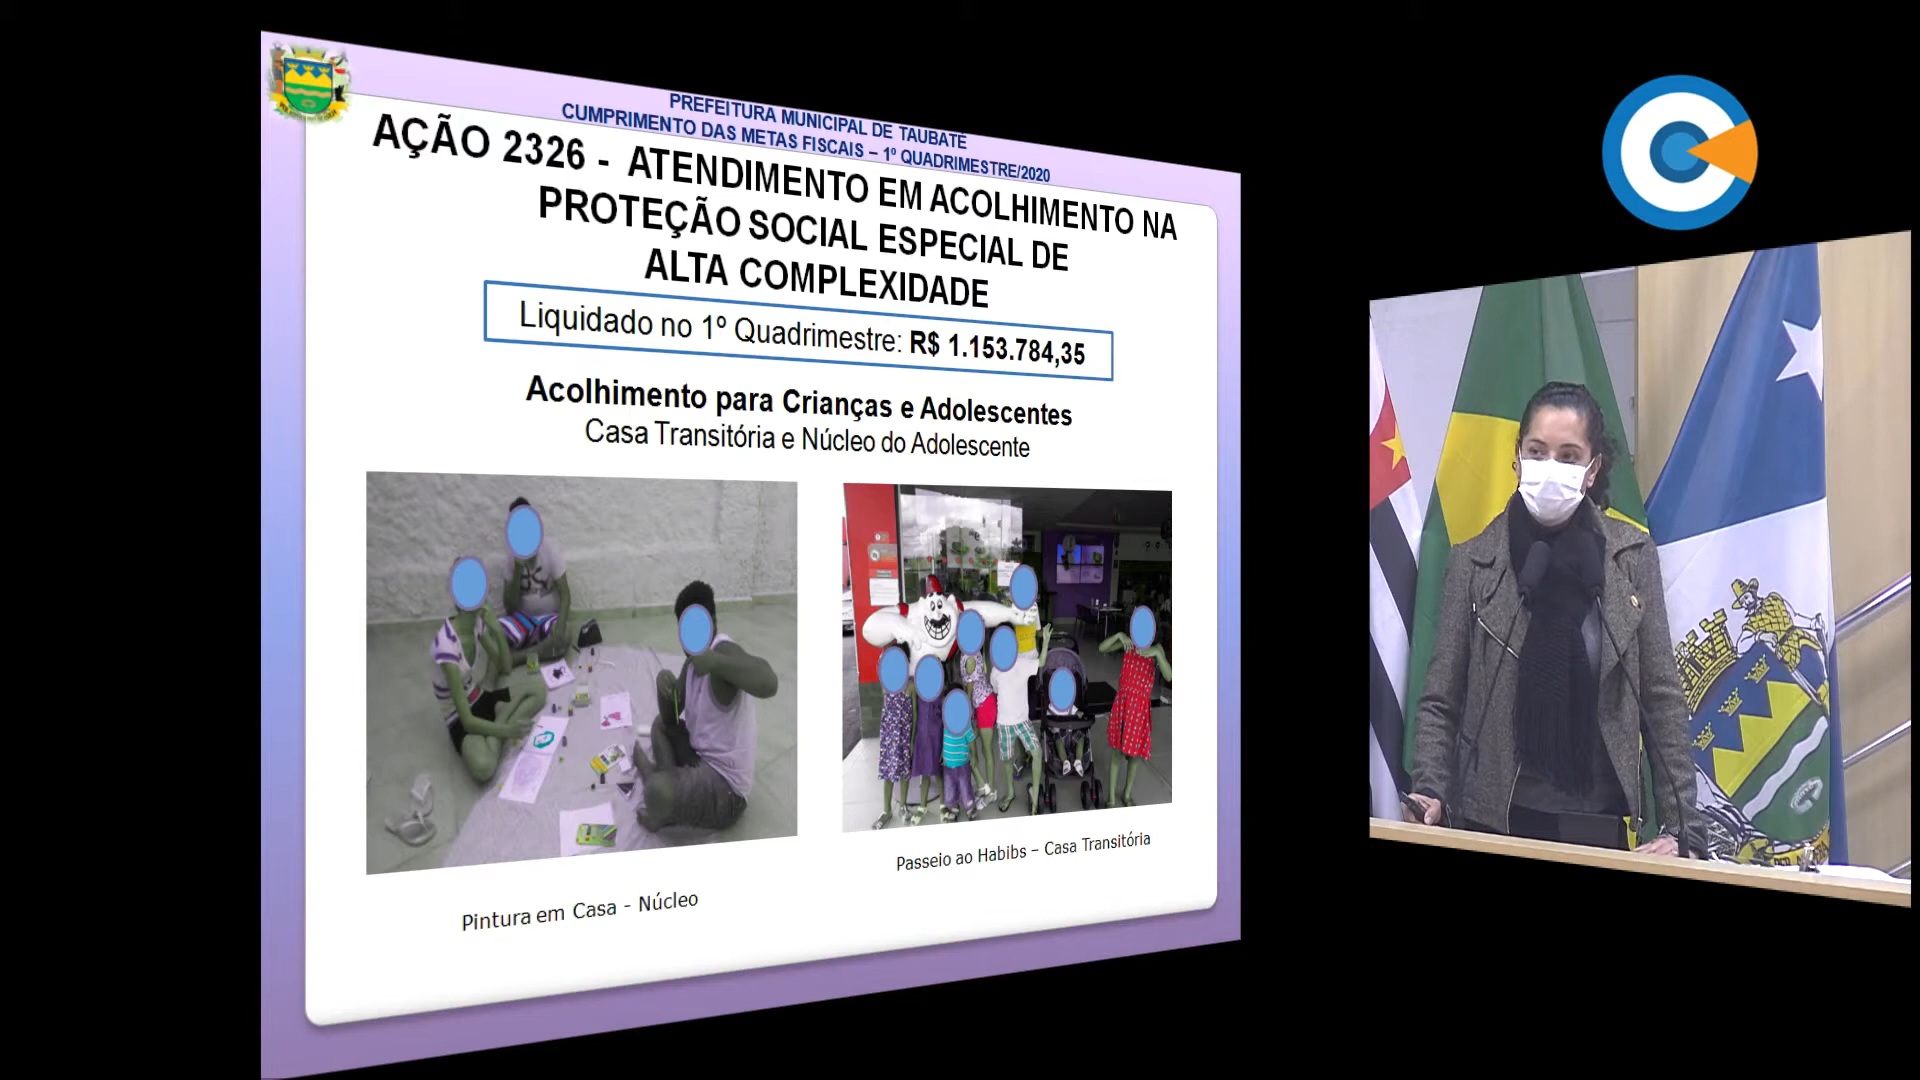 PREFEITURA MUNICIPAL DE TAUBATÉ
CUMPRIMENTO DAS METAS FISCAIS – 1º QUADRIMESTRE/2020
AÇÃO 2326 - ATENDIMENTO EM ACOLHIMENTO NA
PROTEÇÃO SOCIAL ESPECIAL DE
ALTA COMPLEXIDADE
Liquidado no 1º Quadrimestre: R$ 1.153.784,35
Acolhimento para Crianças e Adolescentes
Casa Transitória e Núcleo do Adolescente
Pintura em Casa - Núcleo
Passeio ao Habibs – Casa Transitória